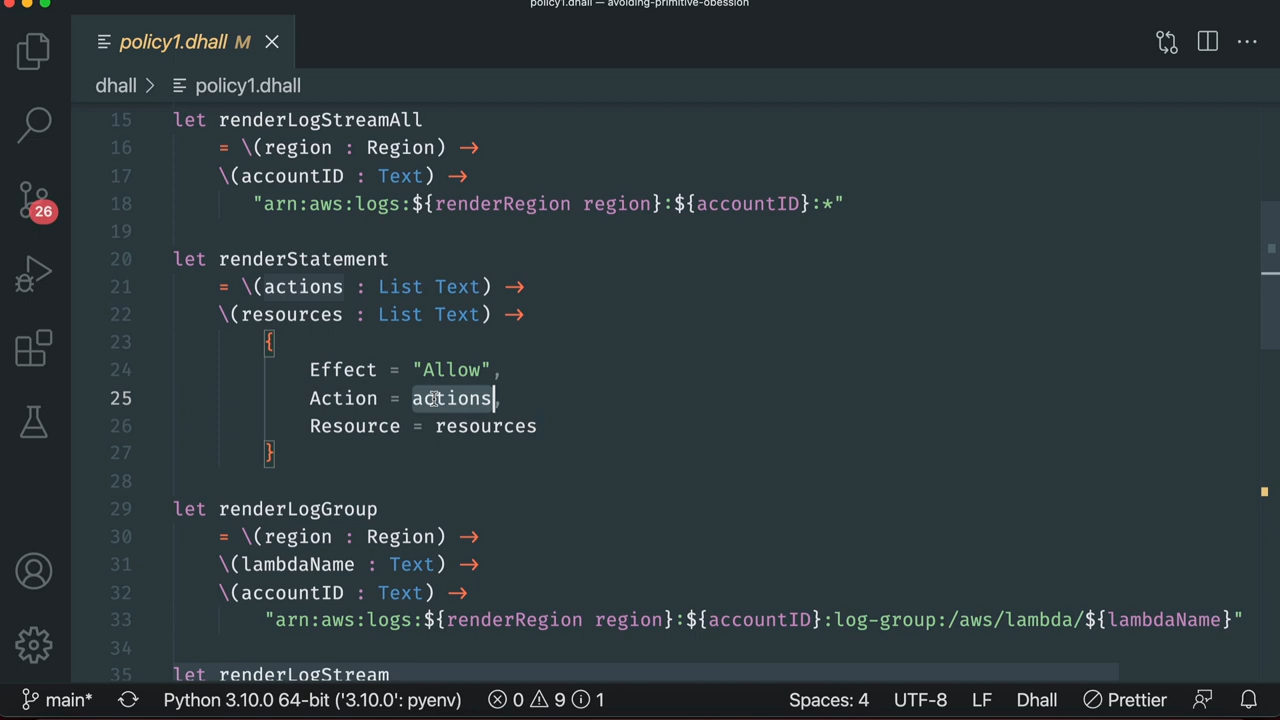 policy1.dhall — avoiding-primitive-obession
policy1.dhall M
dhall > policy1.dhall
15 let renderLogStreamAll
16 = \(region : Region) →
17 \(accountID : Text) →
18 "arn:aws:logs:${renderRegion region}:${accountID}:*"
19
20 let renderStatement
21 = \(actions : List Text) →
22 \(resources : List Text) →
23 {
24 Effect = "Allow",
25 Action = actions,
26 Resource = resources
27 }
28
29 let renderLogGroup
30 = \(region : Region) →
31 \(lambdaName : Text) →
32 \(accountID : Text) →
33 "arn:aws:logs:${renderRegion region}:${accountID}:log-group:/aws/lambda/${lambdaName}"
34
35 let renderLogStream
26
main* Python 3.10.0 64-bit ('3.10.0': pyenv) 0 9 1 Spaces: 4 UTF-8 LF Dhall Prettier